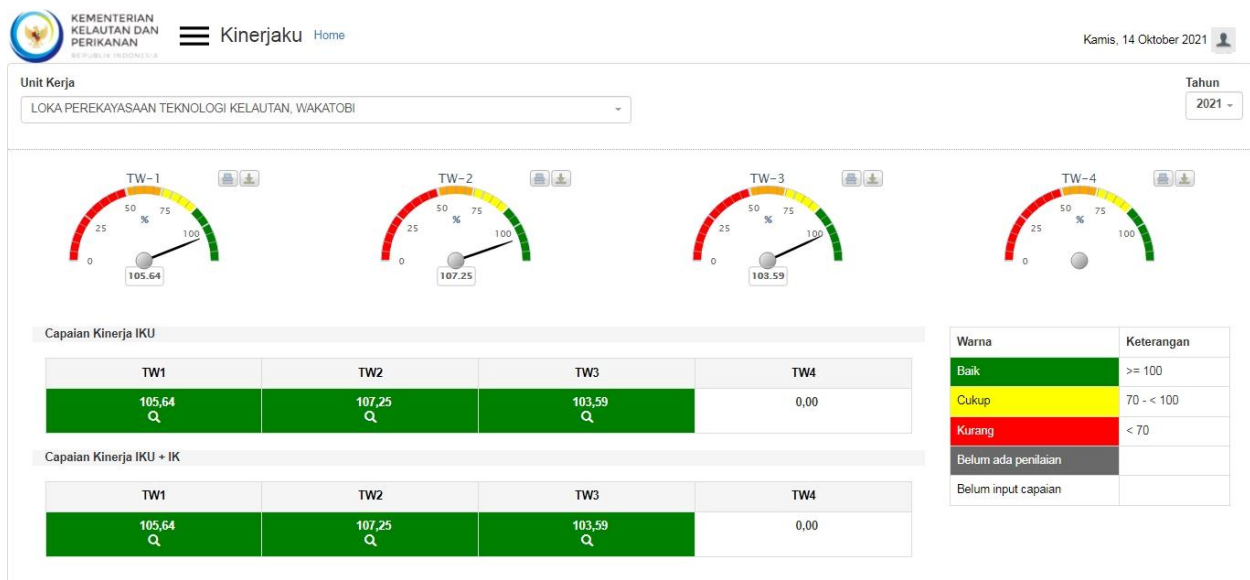 KEMENTERIAN
KELAUTAN DAN
PERIKANAN
REPUBLIK INDONESIA
Kinerjaku Home
Kamis, 14 Oktober 2021
Unit Kerja
Tahun
LOKA PEREKAYASAAN TEKNOLOGI KELAUTAN, WAKATOBI
2021
TW-1
0 25 50 75 100
%
105.64
TW-2
0 25 50 75 100
%
107.25
TW-3
0 25 50 75 100
%
103.59
TW-4
0 25 50 75 100
%
Capaian Kinerja IKU
TW1 TW2 TW3 TW4
105,64 107,25 103,59 0,00
Capaian Kinerja IKU + IK
TW1 TW2 TW3 TW4
105,64 107,25 103,59 0,00
Warna Keterangan
Baik >= 100
Cukup 70 - < 100
Kurang < 70
Belum ada penilaian
Belum input capaian